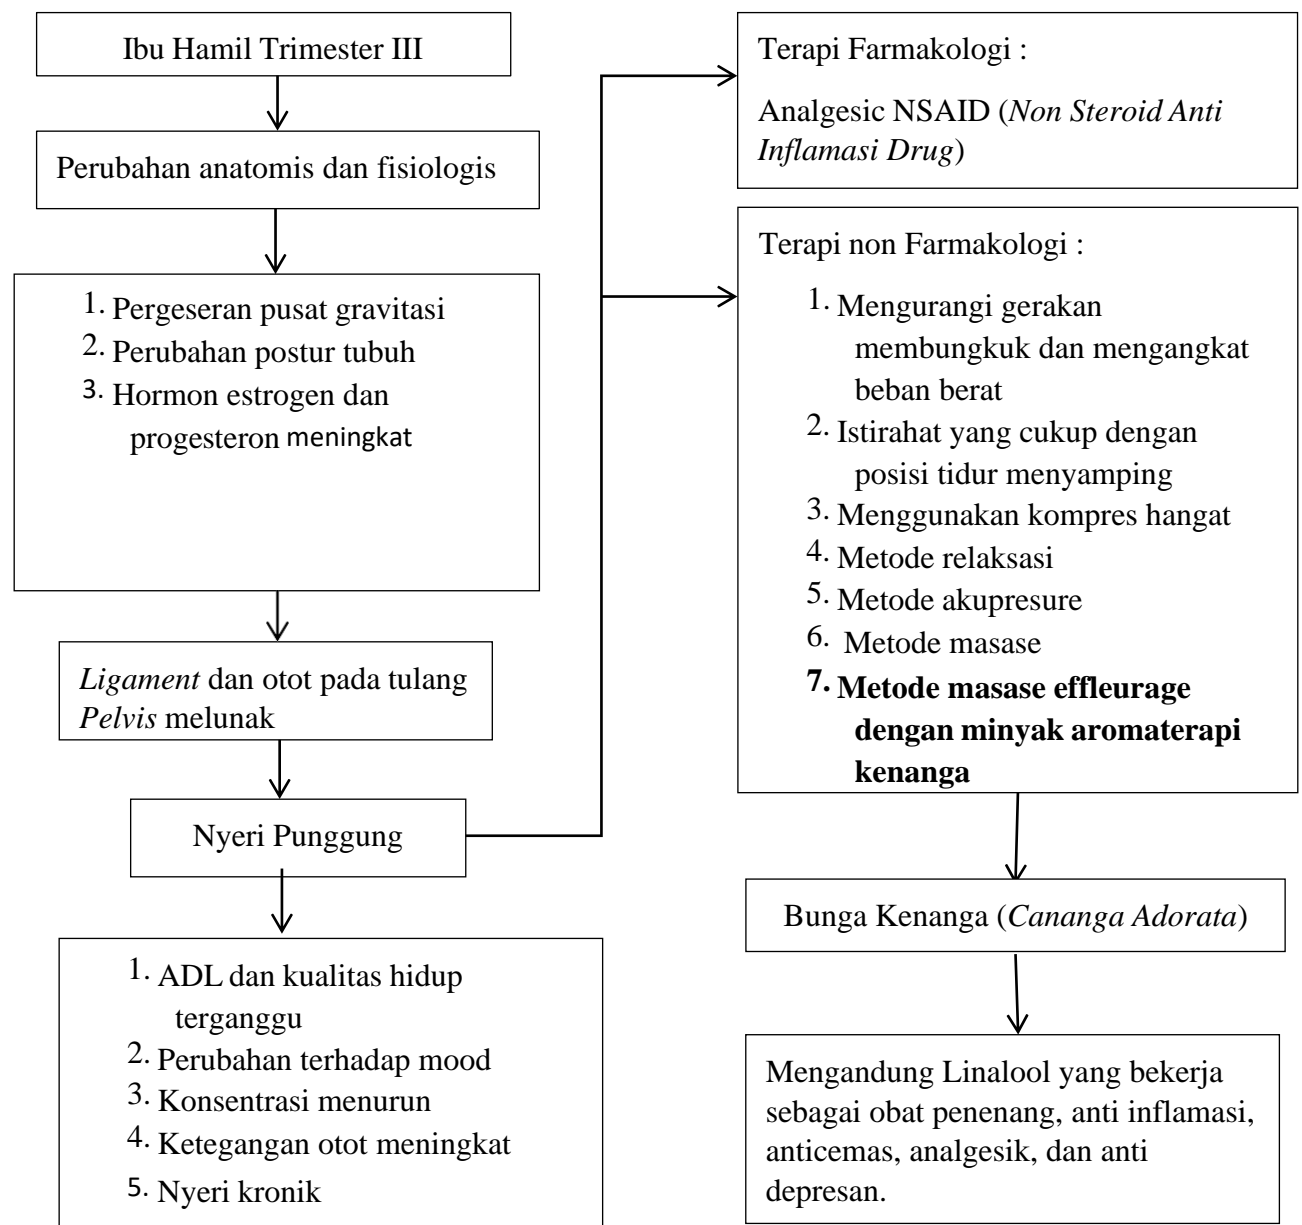 Ibu Hamil Trimester III
Perubahan anatomis dan fisiologis
1. Pergeseran pusat gravitasi
2. Perubahan postur tubuh
3. Hormon estrogen dan
progesteron meningkat
Ligament dan otot pada tulang
Pelvis melunak
Nyeri Punggung
1. ADL dan kualitas hidup
terganggu
2. Perubahan terhadap mood
3. Konsentrasi menurun
4. Ketegangan otot meningkat
5. Nyeri kronik
Terapi Farmakologi :
Analgesic NSAID (Non Steroid Anti
Inflamasi Drug)
Terapi non Farmakologi :
1. Mengurangi gerakan
membungkuk dan mengangkat
beban berat
2. Istirahat yang cukup dengan
posisi tidur menyamping
3. Menggunakan kompres hangat
4. Metode relaksasi
5. Metode akupresure
6. Metode masase
7. Metode masase effleurage
dengan minyak aromaterapi
kenanga
Bunga Kenanga (Cananga Adorata)
Mengandung Linalool yang bekerja
sebagai obat penenang, anti inflamasi,
anticemas, analgesik, dan anti
depresan.